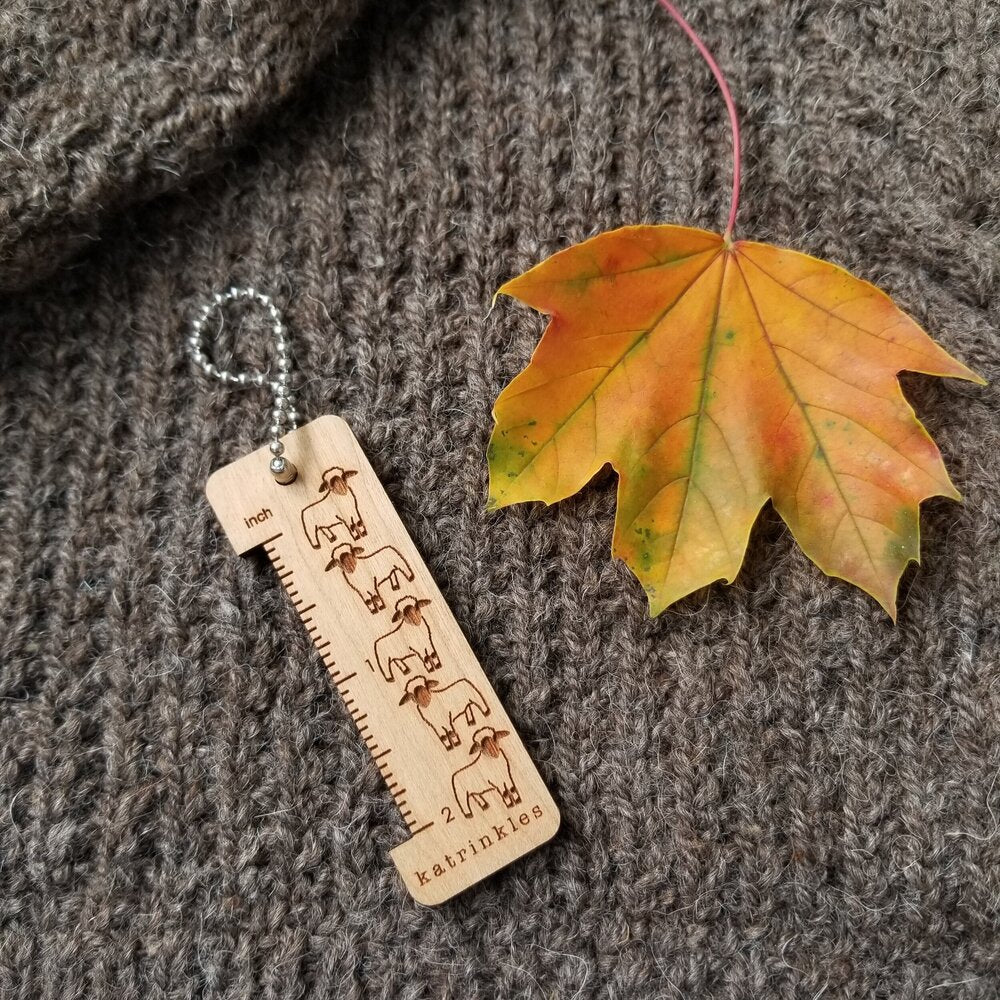 inch
1
2
katrinkles